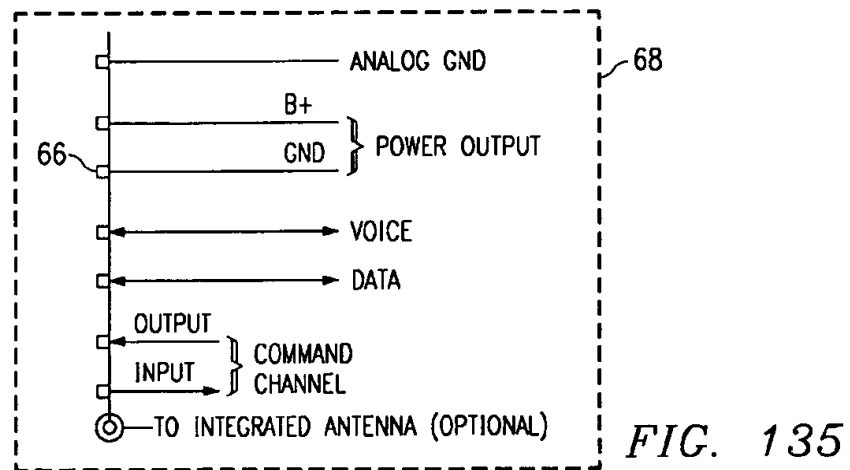 ANALOG GND
68
B+
POWER OUTPUT
66
GND
VOICE
DATA
OUTPUT
COMMAND
CHANNEL
INPUT
TO INTEGRATED ANTENNA (OPTIONAL)
FIG. 135